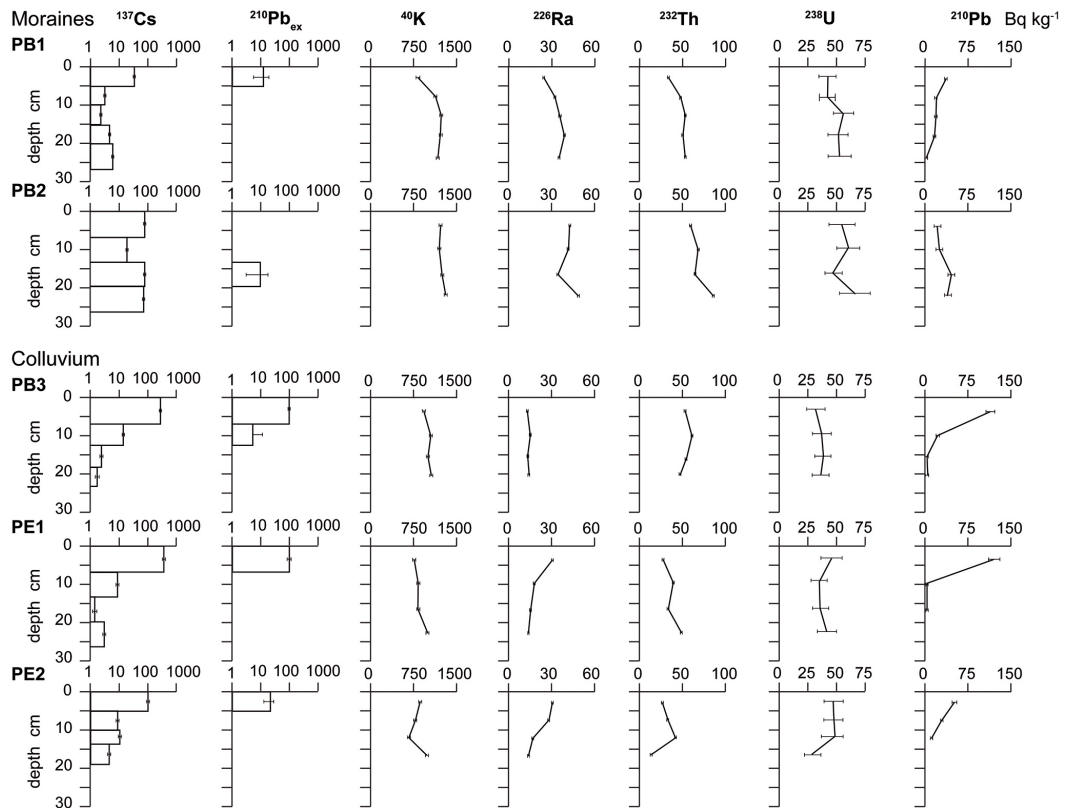 Moraines ¹³⁷Cs ²¹⁰Pbex ⁴⁰K ²²⁶Ra ²³²Th ²³⁸U ²¹⁰Pb Bq kg⁻¹
PB1 1 10 100 1000 1 10 100 1000 0 750 1500 0 30 60 0 50 100 0 25 50 75 0 75 150
0
10
20
30
depth cm
PB2 1 10 100 1000 1 10 100 1000 0 750 1500 0 30 60 0 50 100 0 25 50 75 0 75 150
0
10
20
30
depth cm
Colluvium
PB3 1 10 100 1000 1 10 100 1000 0 750 1500 0 30 60 0 50 100 0 25 50 75 0 75 150
0
10
20
30
depth cm
PE1 1 10 100 1000 1 10 100 1000 0 750 1500 0 30 60 0 50 100 0 25 50 75 0 75 150
0
10
20
30
depth cm
PE2 1 10 100 1000 1 10 100 1000 0 750 1500 0 30 60 0 50 100 0 25 50 75 0 75 150
0
10
20
30
depth cm